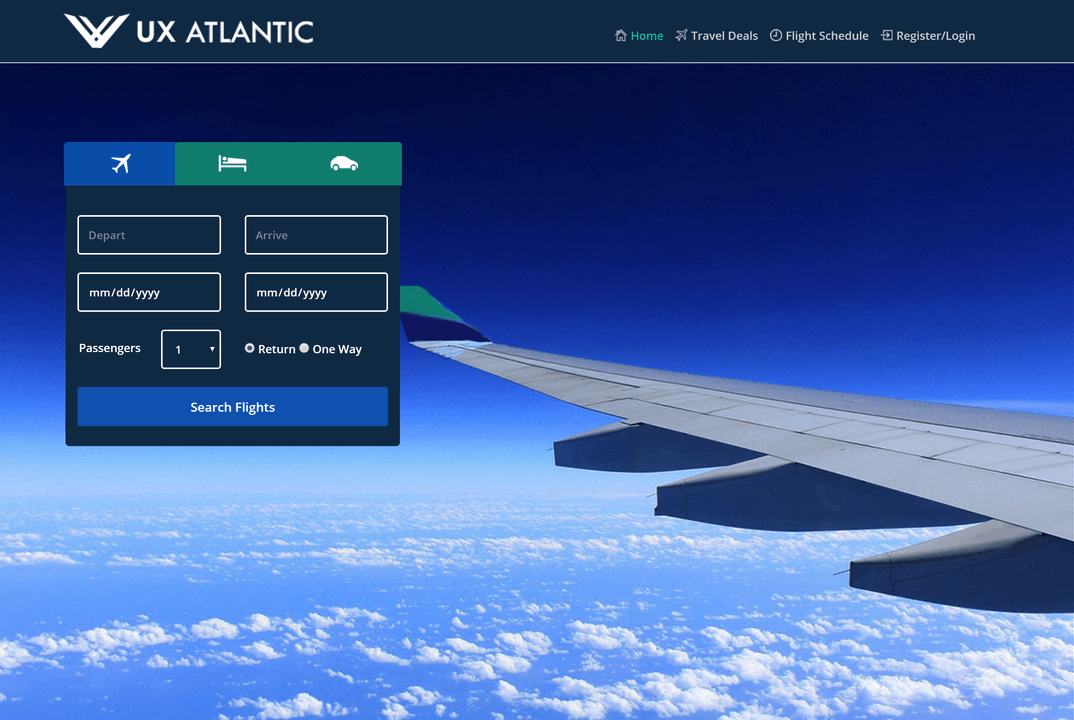 UX ATLANTIC
Home Travel Deals Flight Schedule Register/Login
Depart Arrive
mm/dd/yyyy mm/dd/yyyy
Passengers 1 Return One Way
Search Flights